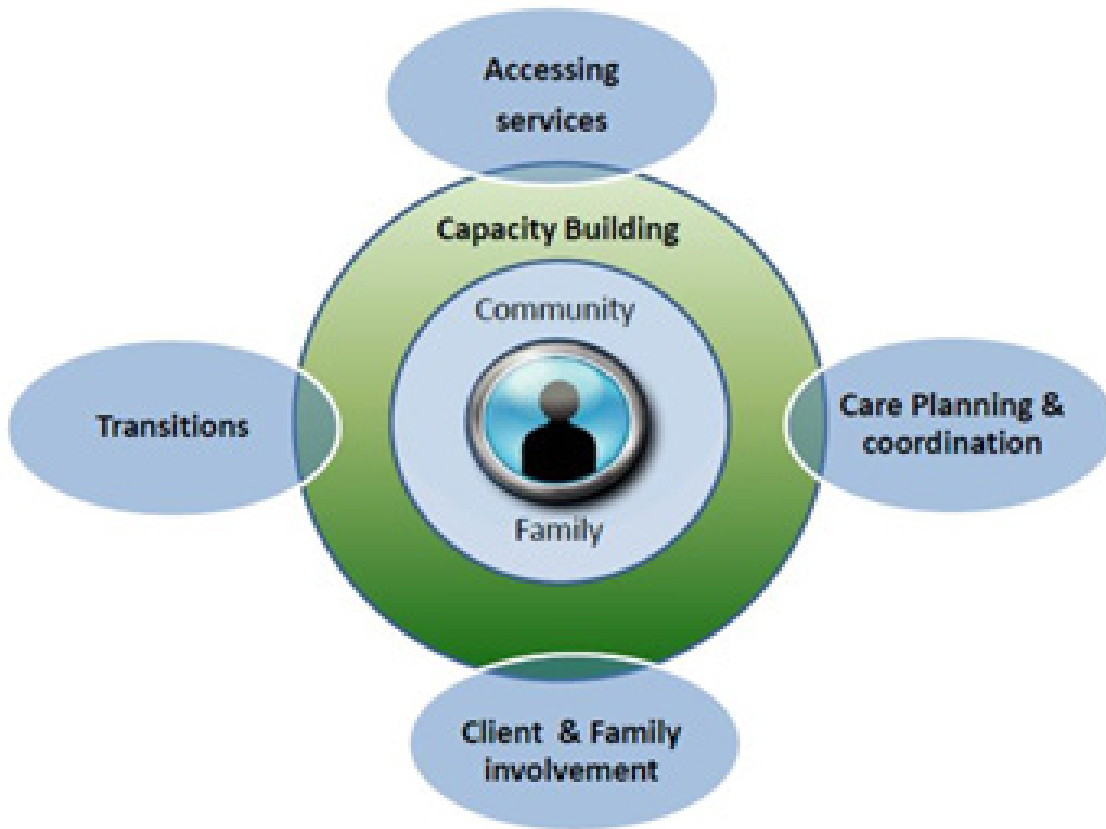 Accessing
services
Capacity Building
Community
Transitions
Care Planning &
coordination
Family
Client & Family
involvement